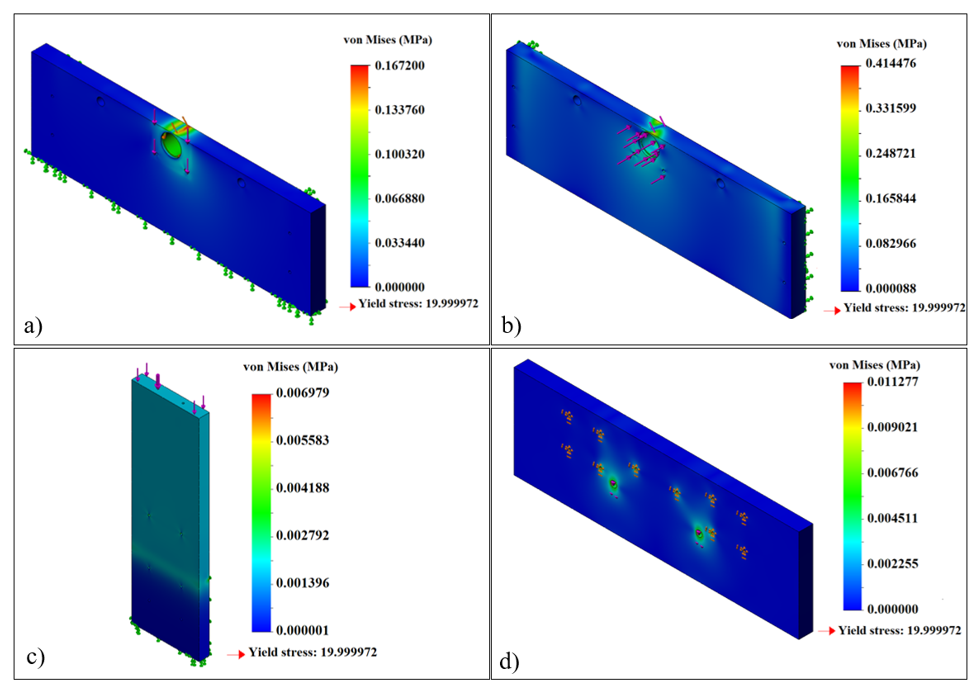 von Mises (MPa)
0.167200
0.133760
0.100320
0.066880
0.033440
0.000000
Yield stress: 19.999972
a)
von Mises (MPa)
0.414476
0.331599
0.248721
0.165844
0.082966
0.000088
Yield stress: 19.999972
b)
von Mises (MPa)
0.006979
0.005583
0.004188
0.002792
0.001396
0.000001
Yield stress: 19.999972
c)
von Mises (MPa)
0.011277
0.009021
0.006766
0.004511
0.002255
0.000000
Yield stress: 19.999972
d)